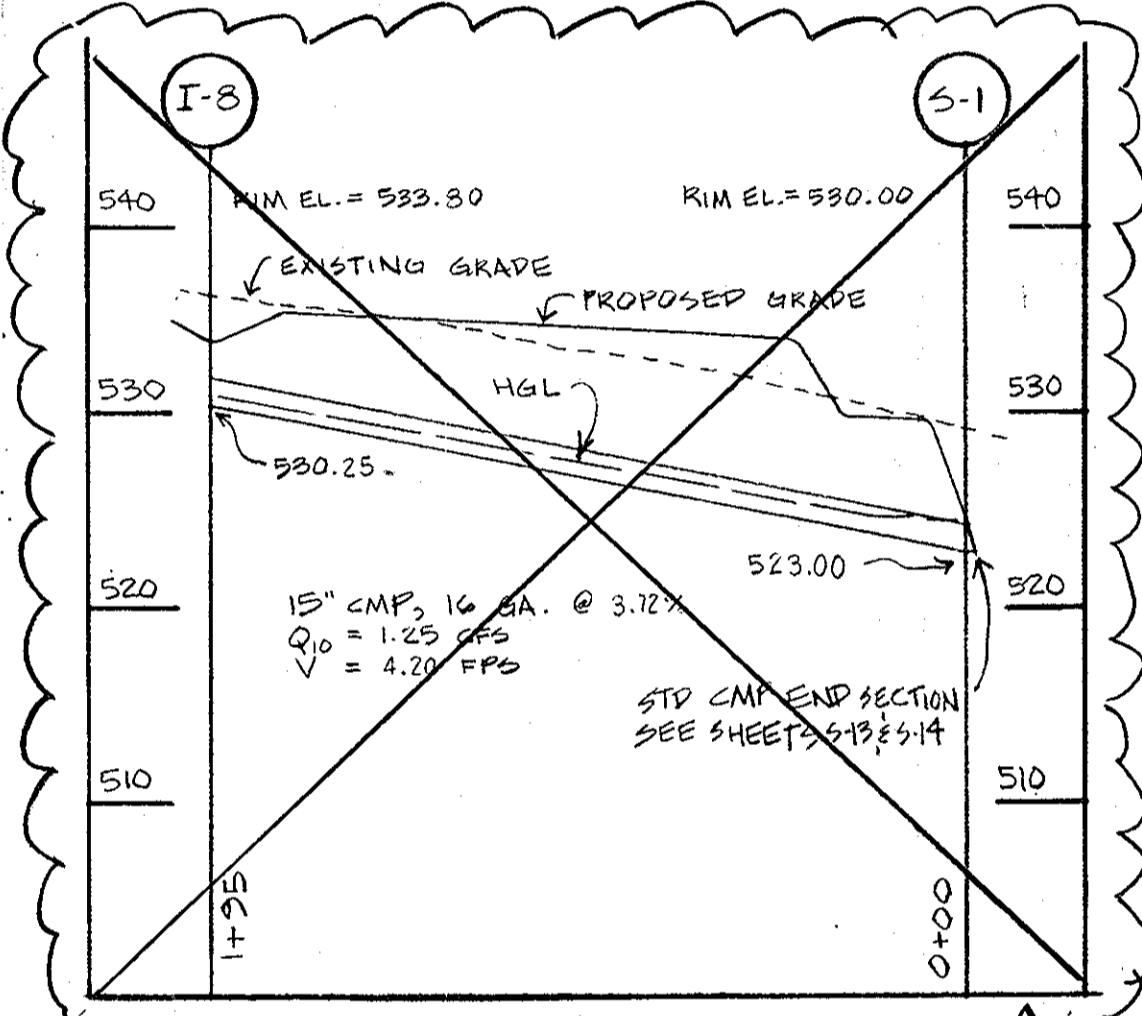 I-8
S-1
540
RIM EL. = 533.80
RIM EL. = 530.00
540
EXISTING GRADE
PROPOSED GRADE
530
HGL
530
530.25
523.00
520
520
15" CMP, 16 GA. @ 3.72%
Q10 = 1.25 CFS
V = 4.20 FPS
STD CMP END SECTION
SEE SHEETS S-13 & S-14
510
510
1+95
0+00